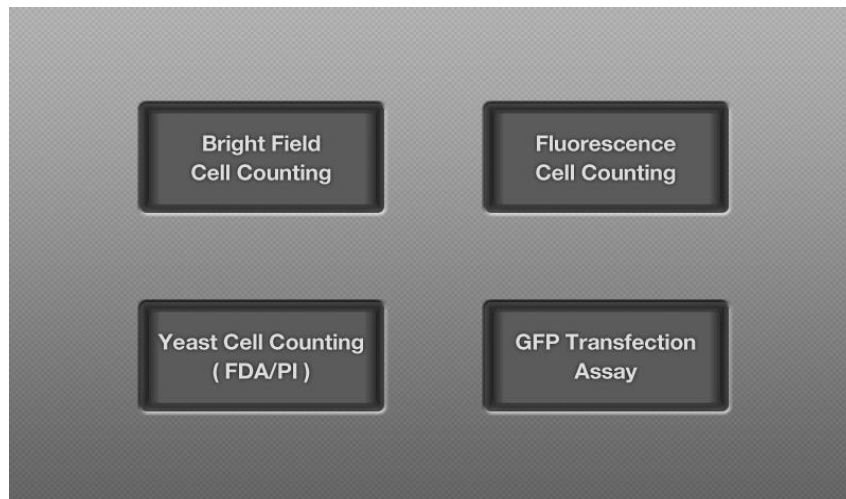 Bright Field
Cell Counting
Fluorescence
Cell Counting
Yeast Cell Counting
( FDA/PI )
GFP Transfection
Assay